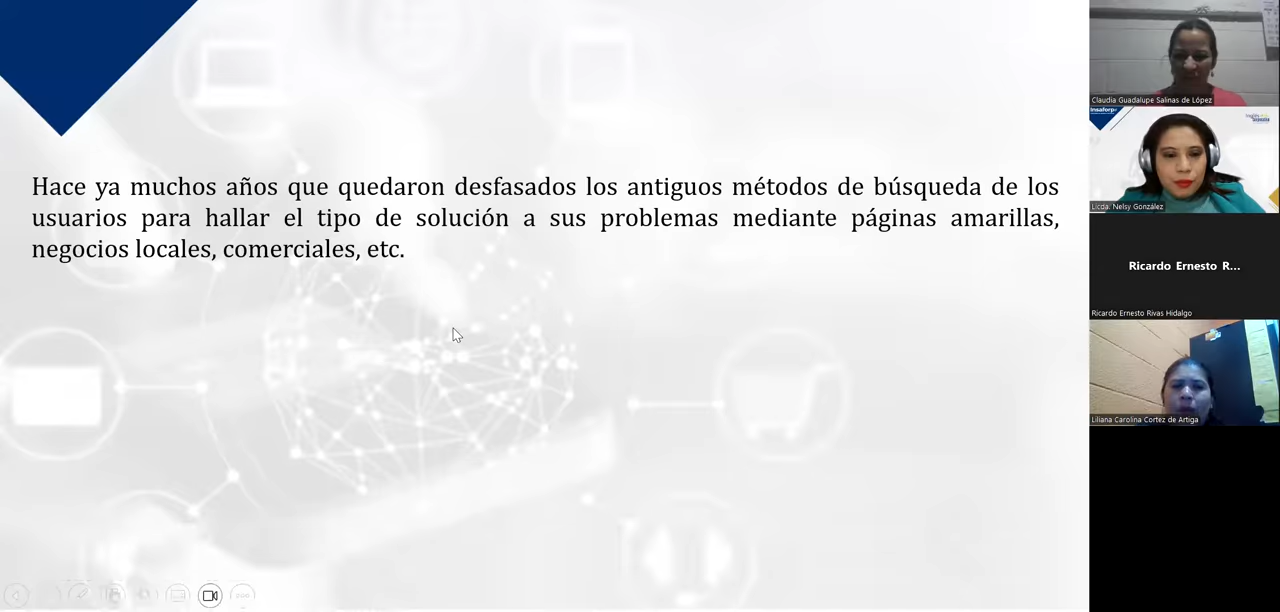 Hace ya muchos años que quedaron desfasados los antiguos métodos de búsqueda de los
usuarios para hallar el tipo de solución a sus problemas mediante páginas amarillas,
negocios locales, comerciales, etc.
Claudia Guadalupe Salinas de López
Insaforp
Licda. Nelsy González
Ricardo Ernesto R...
Ricardo Ernesto Rivas Hidalgo
Liliana Carolina Cortez de Artiga